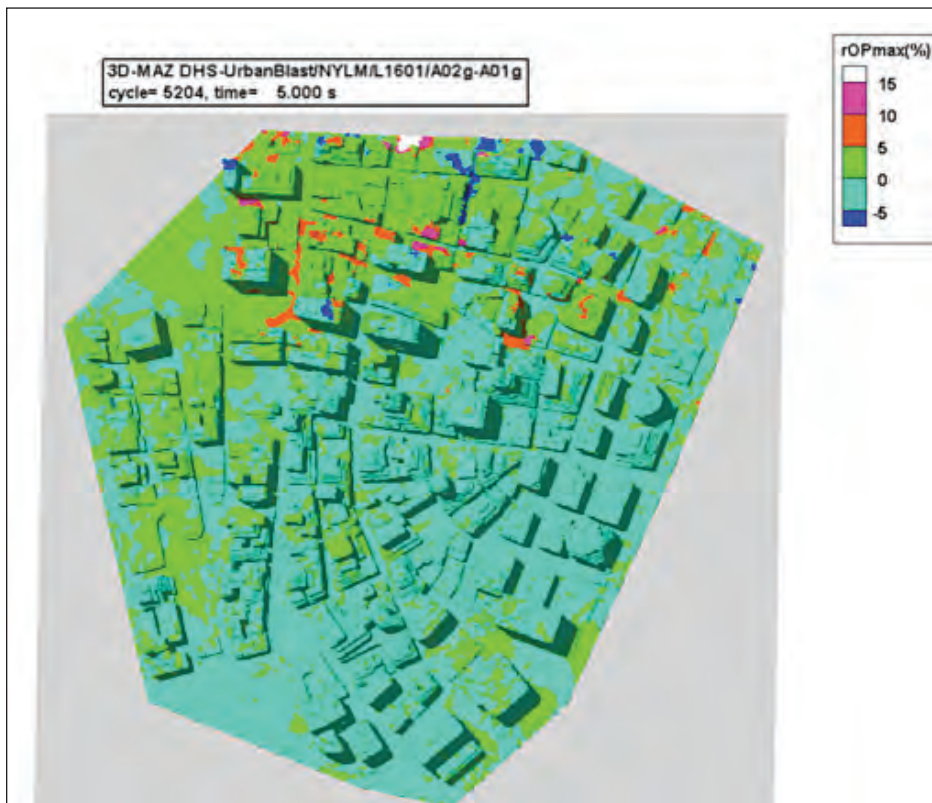 3D-MAZ DHS-UrbanBlast/NYLM/L1601/A02g-A01g
cycle= 5204, time= 5.000 s
rOPmax(%)
15
10
5
0
-5